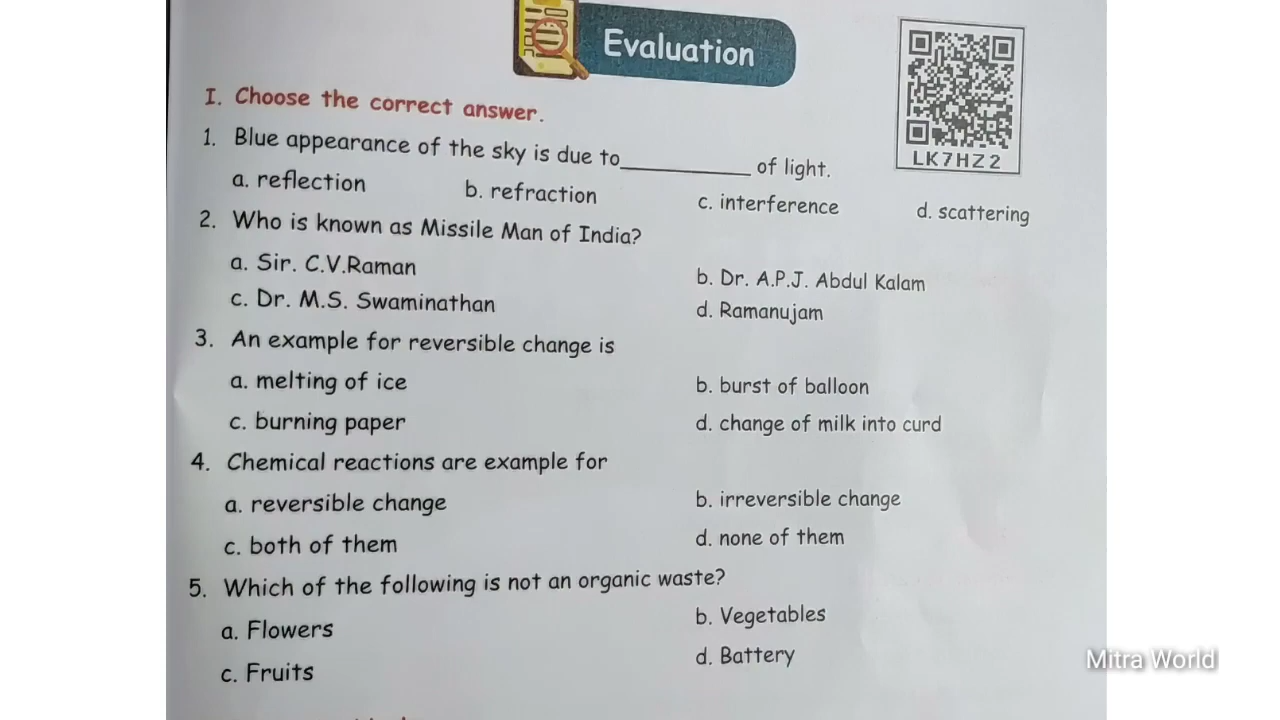 Evaluation
LK7HZ2
I. Choose the correct answer.
1. Blue appearance of the sky is due to__________ of light.
a. reflection b. refraction c. interference d. scattering
2. Who is known as Missile Man of India?
a. Sir. C.V.Raman b. Dr. A.P.J. Abdul Kalam
c. Dr. M.S. Swaminathan d. Ramanujam
3. An example for reversible change is
a. melting of ice b. burst of balloon
c. burning paper d. change of milk into curd
4. Chemical reactions are example for
a. reversible change b. irreversible change
c. both of them d. none of them
5. Which of the following is not an organic waste?
a. Flowers b. Vegetables
c. Fruits d. Battery
Mitra World